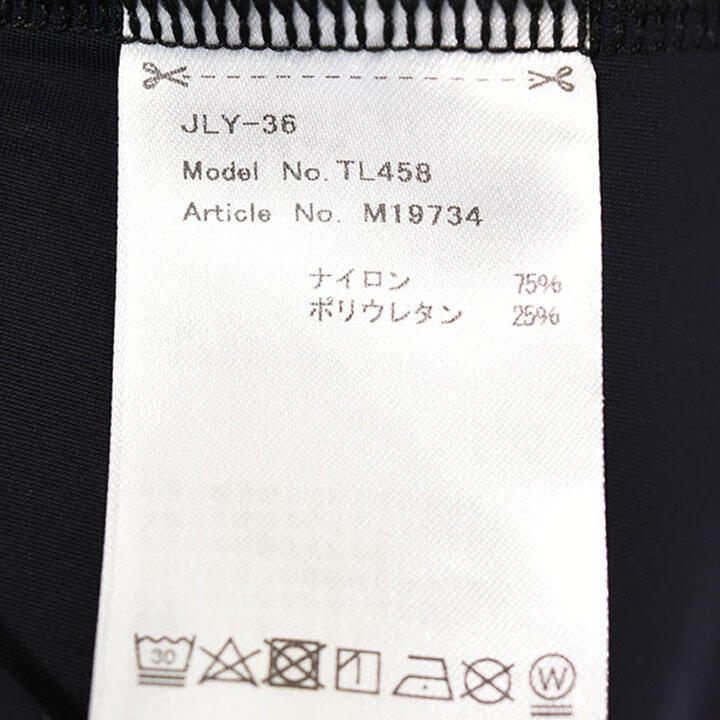 JLY-36
Model No. TL458
Article No. M19734
ナイロン 75%
ポリウレタン 25%
30 W